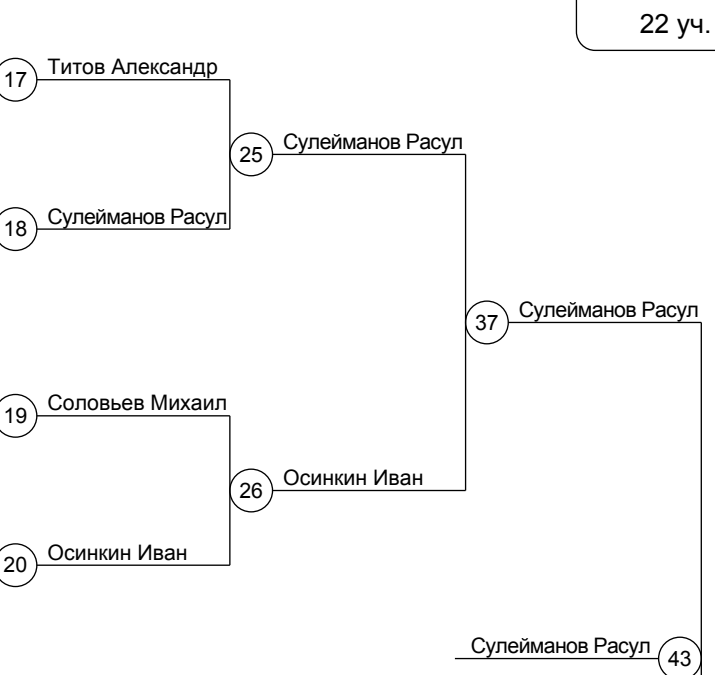 22 уч.
17 Титов Александр
25 Сулейманов Расул
18 Сулейманов Расул
37 Сулейманов Расул
19 Соловьев Михаил
26 Осинкин Иван
20 Осинкин Иван
Сулейманов Расул 43